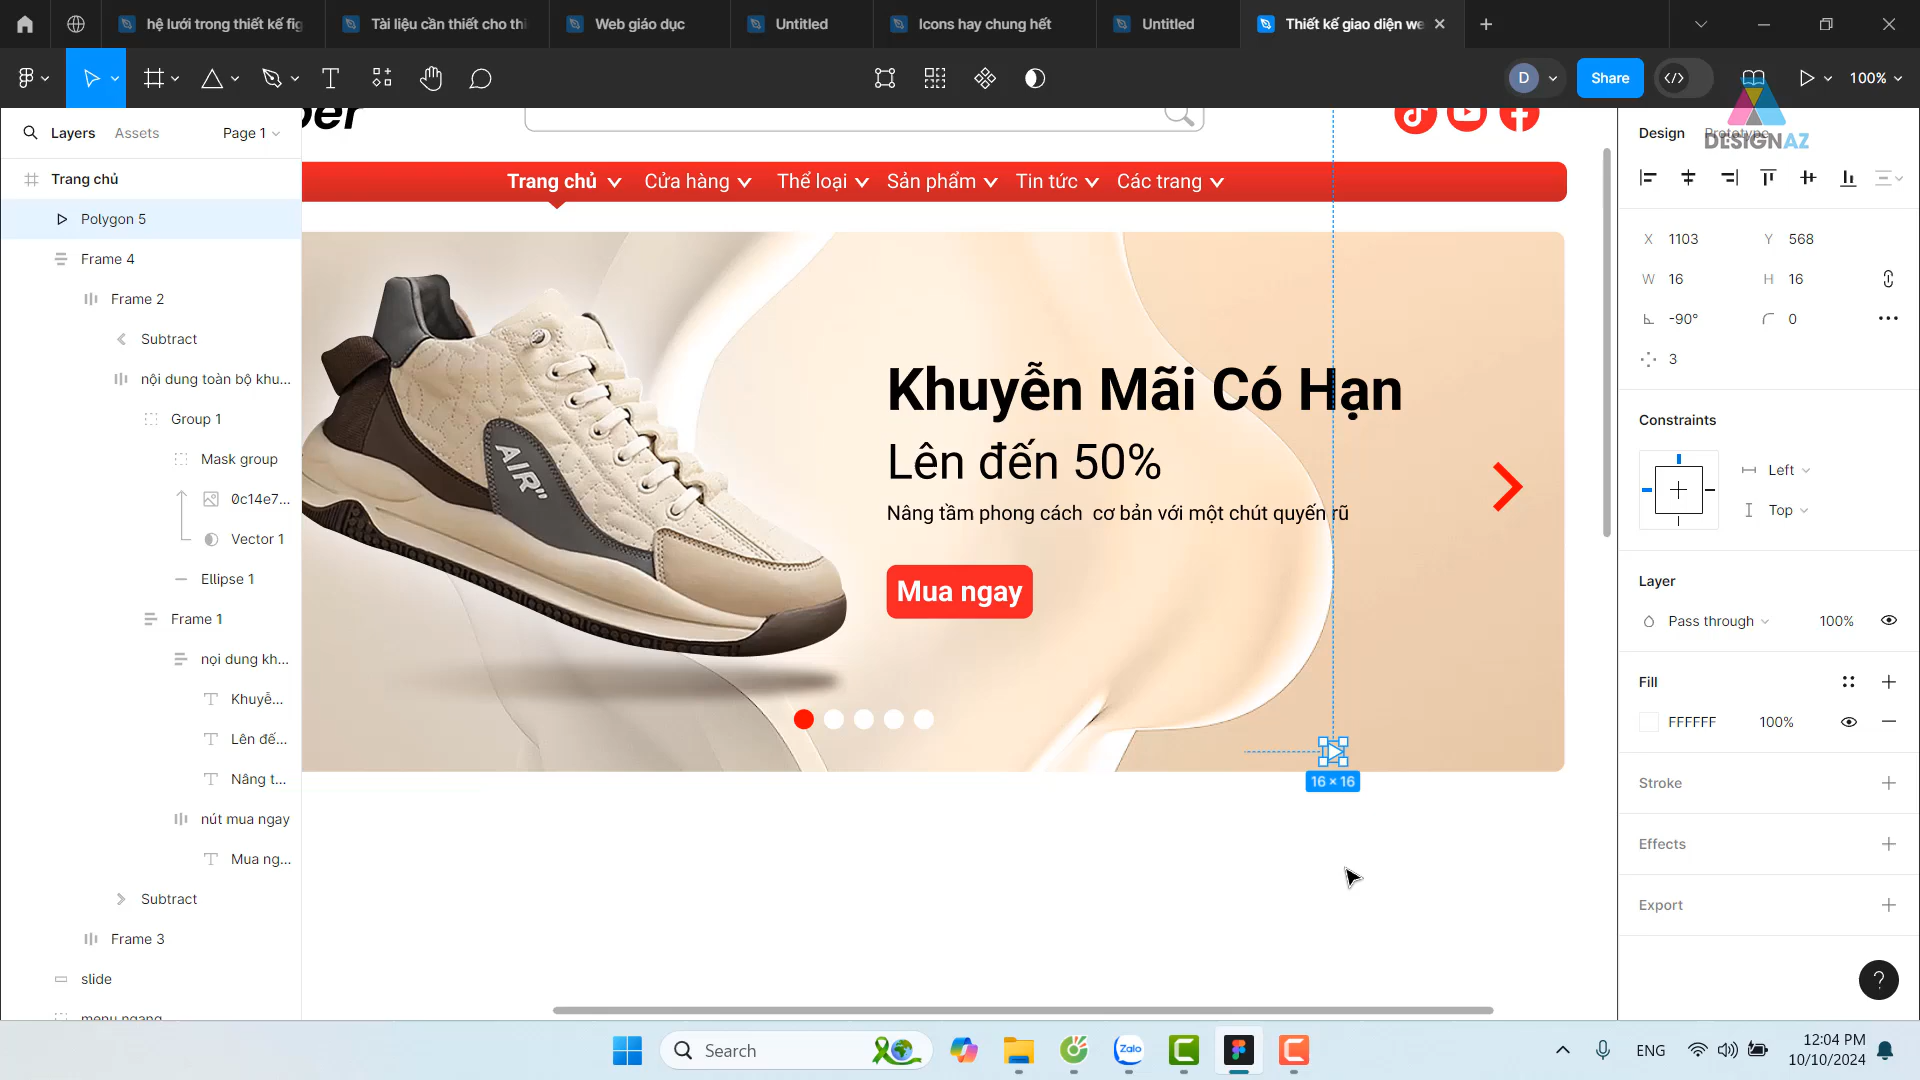 hệ lưới trong thiết kế fig
Tài liệu cần thiết cho thi
Web giáo dục
Untitled
Icons hay chung hết
Untitled
Thiết kế giao diện we
D
Share
100%
Layers
Assets
Page 1
Design
Prototype
DESIGNAZ
Trang chủ
Polygon 5
Frame 4
Frame 2
Subtract
nội dung toàn bộ khu...
Group 1
Mask group
0c14e7...
Vector 1
Ellipse 1
Frame 1
nọi dung kh...
Khuyễ...
Lên đế...
Nâng t...
nút mua ngay
Mua ng...
Subtract
Frame 3
slide
menu ngang
Trang chủ
Cửa hàng
Thể loại
Sản phẩm
Tin tức
Các trang
AIR"
Khuyễn Mãi Có Hạn
Lên đến 50%
Nâng tầm phong cách cơ bản với một chút quyến rũ
Mua ngay
16 × 16
X 1103
Y 568
W 16
H 16
-90°
0
3
Constraints
Left
Top
Layer
Pass through
100%
Fill
FFFFFF
100%
Stroke
Effects
Export
?
Search
Zalo
ENG
12:04 PM
10/10/2024